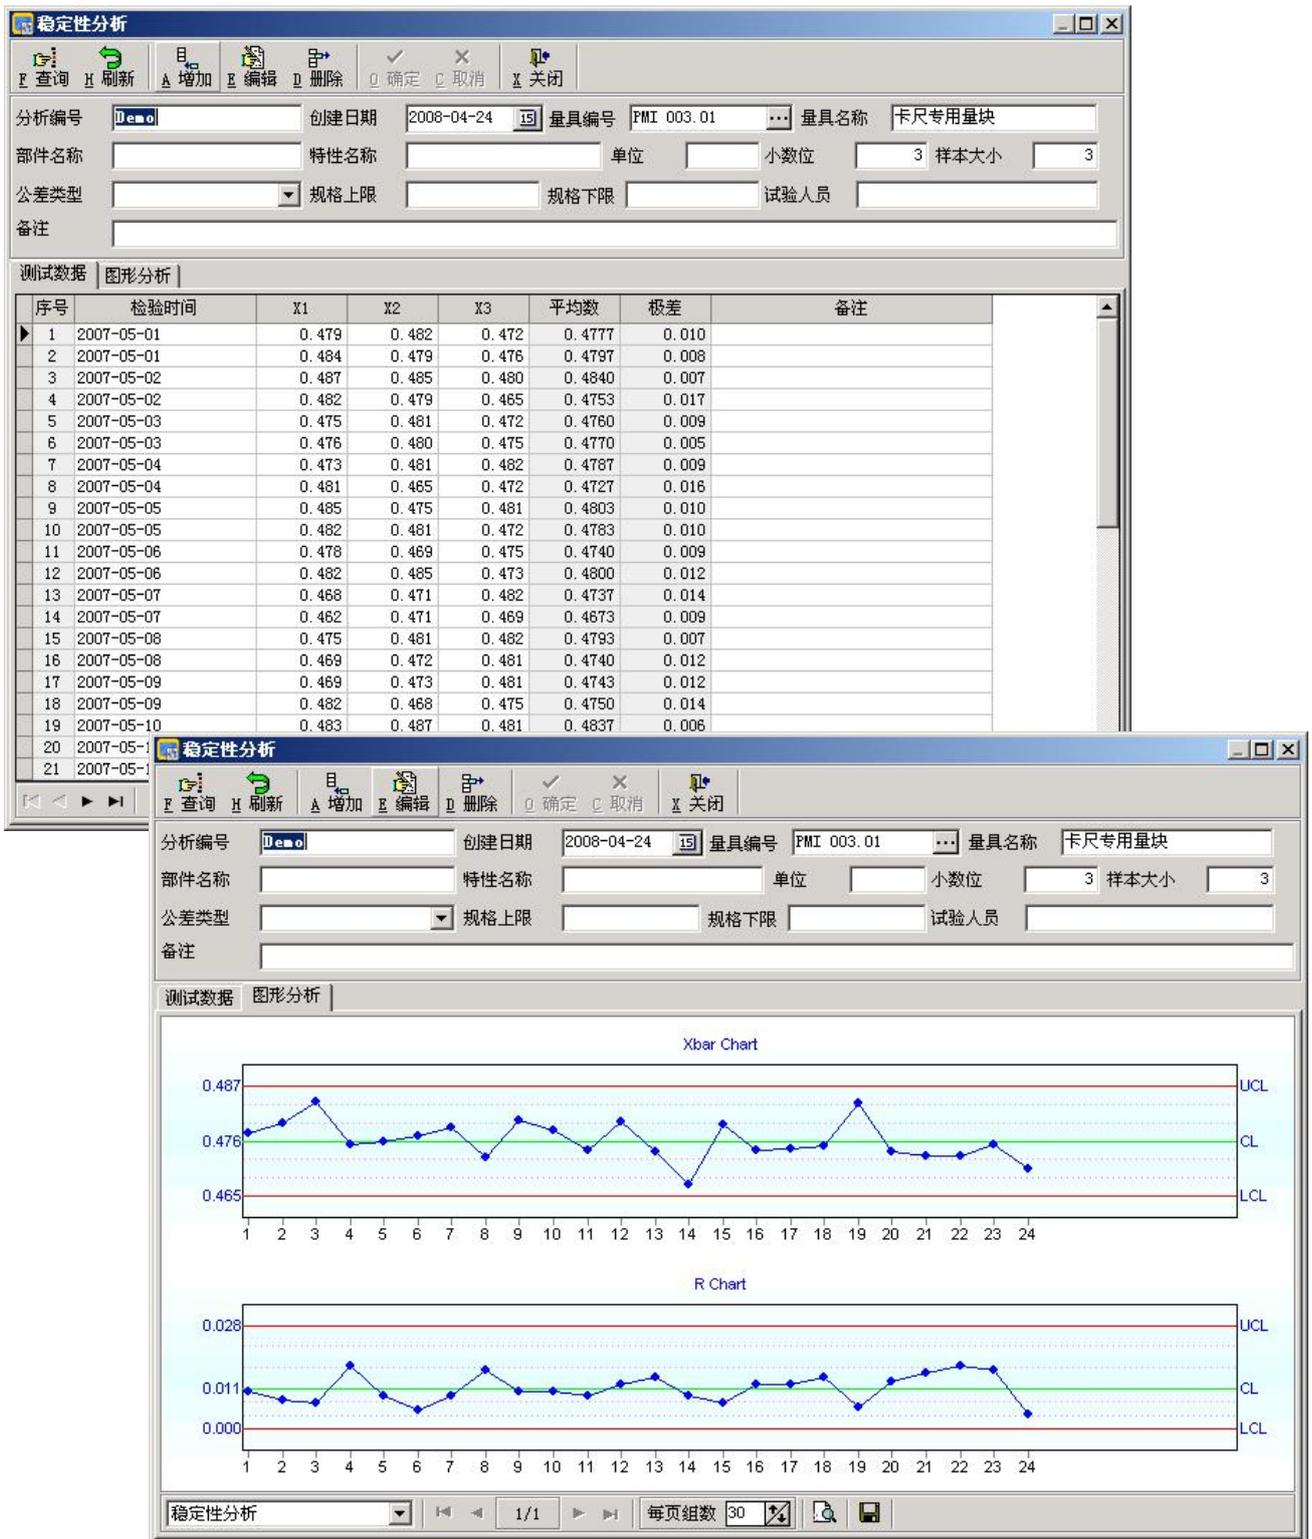 稳定性分析
F 查询 H 刷新 A 增加 E 编辑 D 删除 O 确定 C 取消 X 关闭
分析编号 Demo 创建日期 2008-04-24 15 量具编号 PMI 003.01 ... 量具名称 卡尺专用量块
部件名称 特性名称 单位 小数位 3 样本大小 3
公差类型 规格上限 规格下限 试验人员
备注
测试数据 图形分析
序号 检验时间 X1 X2 X3 平均数 极差 备注
1 2007-05-01 0.479 0.482 0.472 0.4777 0.010
2 2007-05-01 0.484 0.479 0.476 0.4797 0.008
3 2007-05-02 0.487 0.485 0.480 0.4840 0.007
4 2007-05-02 0.482 0.479 0.465 0.4753 0.017
5 2007-05-03 0.475 0.481 0.472 0.4760 0.009
6 2007-05-03 0.476 0.480 0.475 0.4770 0.005
7 2007-05-04 0.473 0.481 0.482 0.4787 0.009
8 2007-05-04 0.481 0.465 0.472 0.4727 0.016
9 2007-05-05 0.485 0.475 0.481 0.4803 0.010
10 2007-05-05 0.482 0.481 0.472 0.4783 0.010
11 2007-05-06 0.478 0.469 0.475 0.4740 0.009
12 2007-05-06 0.482 0.485 0.473 0.4800 0.012
13 2007-05-07 0.468 0.471 0.482 0.4737 0.014
14 2007-05-07 0.462 0.471 0.469 0.4673 0.009
15 2007-05-08 0.475 0.481 0.482 0.4793 0.007
16 2007-05-08 0.469 0.472 0.481 0.4740 0.012
17 2007-05-09 0.469 0.473 0.481 0.4743 0.012
18 2007-05-09 0.482 0.468 0.475 0.4750 0.014
19 2007-05-10 0.483 0.487 0.481 0.4837 0.006
20 2007-05-1
21 2007-05-1
稳定性分析
F 查询 H 刷新 A 增加 E 编辑 D 删除 O 确定 C 取消 X 关闭
分析编号 Demo 创建日期 2008-04-24 15 量具编号 PMI 003.01 ... 量具名称 卡尺专用量块
部件名称 特性名称 单位 小数位 3 样本大小 3
公差类型 规格上限 规格下限 试验人员
备注
测试数据 图形分析
Xbar Chart
0.487 UCL
0.476 CL
0.465 LCL
1 2 3 4 5 6 7 8 9 10 11 12 13 14 15 16 17 18 19 20 21 22 23 24
R Chart
0.028 UCL
0.011 CL
0.000 LCL
1 2 3 4 5 6 7 8 9 10 11 12 13 14 15 16 17 18 19 20 21 22 23 24
稳定性分析 1/1 每页组数 30